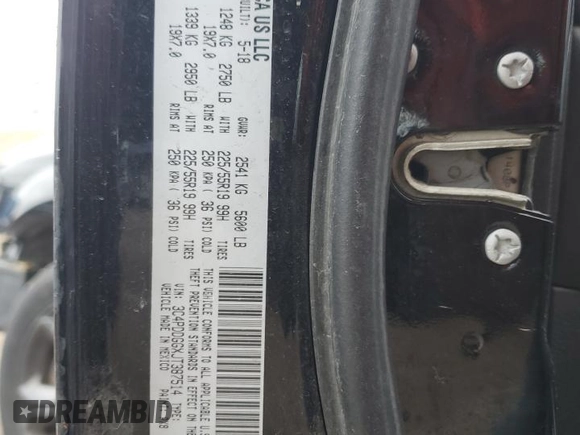 CA US LLC
UILT): 5-18 GVWR: 2541 KG 5600 LB
1248 KG 2750 LB WITH 225/55R19 99H TIRES
19X7.0 RIMS AT 250 KPA ( 36 PSI) COLD
1339 KG 2950 LB WITH 225/55R19 99H TIRES
19X7.0 RIMS AT 250 KPA ( 36 PSI) COLD
THIS VEHICLE CONFORMS TO ALL APPLICABLE U.S
THEFT PREVENTION STANDARDS IN EFFECT ON THE
VIN: 3C4PDDGGXJT387514 TYPE:
VEHICLE MADE IN MEXICO
DREAMBID